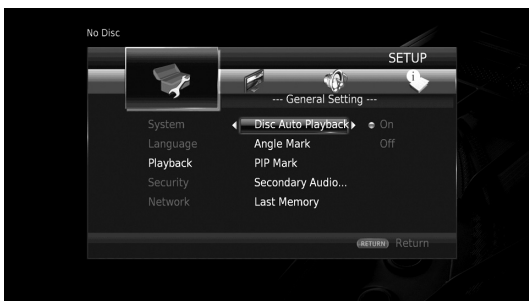 No Disc
SETUP
--- General Setting ---
System
Language
Playback
Security
Network
Disc Auto Playback
Angle Mark
PIP Mark
Secondary Audio...
Last Memory
On
Off
RETURN Return